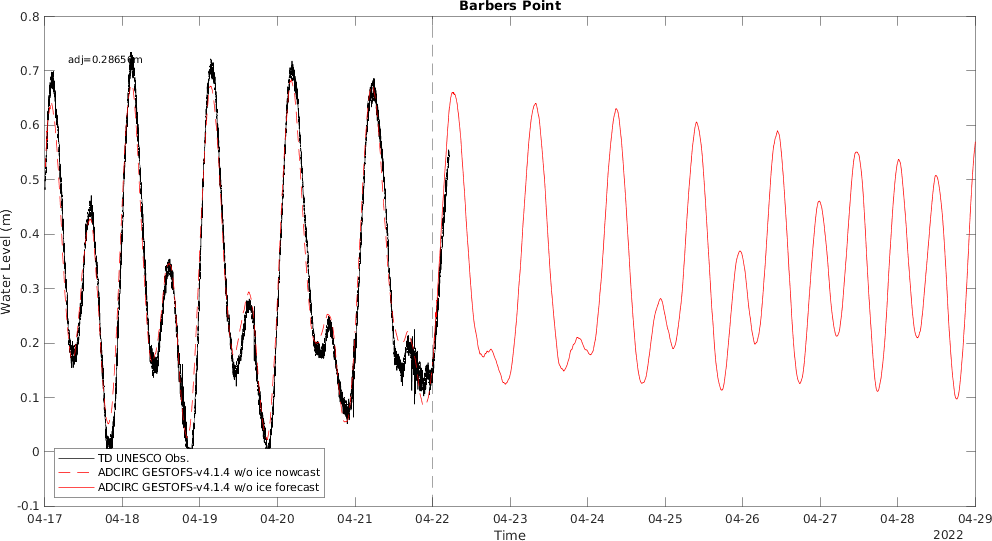 Barbers Point
adj=0.2865 m
Water Level (m)
0.8
0.7
0.6
0.5
0.4
0.3
0.2
0.1
0
-0.1
TD UNESCO Obs.
ADCIRC GESTOFS-v4.1.4 w/o ice nowcast
ADCIRC GESTOFS-v4.1.4 w/o ice forecast
04-17 04-18 04-19 04-20 04-21 04-22 04-23 04-24 04-25 04-26 04-27 04-28 04-29
Time
2022